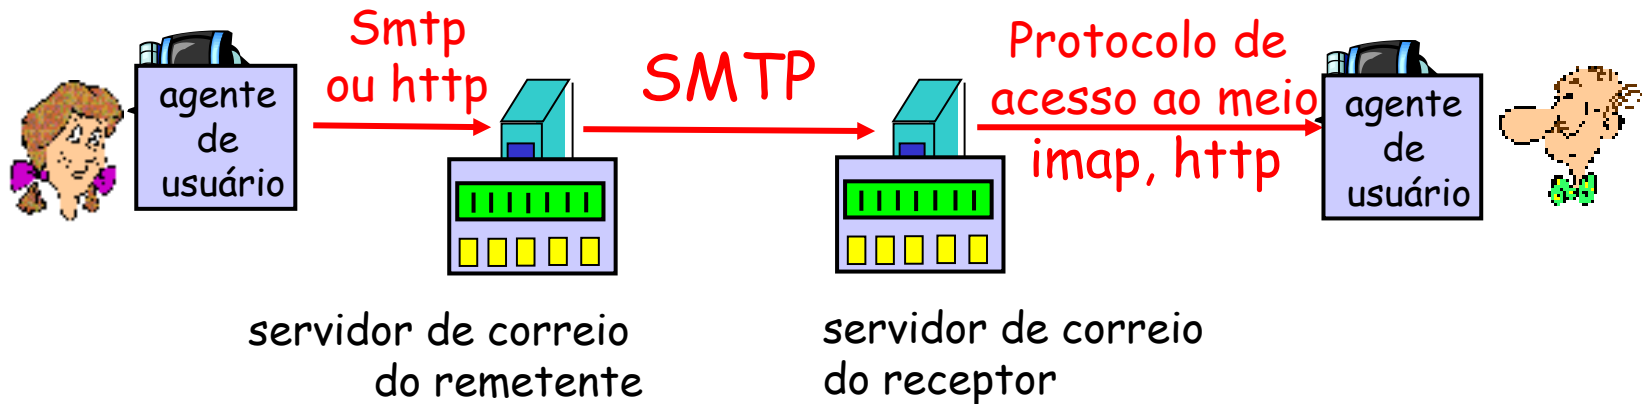 agente
de
usuário
Smtp
ou http
SMTP
Protocolo de
acesso ao meio
imap, http
agente
de
usuário
servidor de correio
do remetente
servidor de correio
do receptor